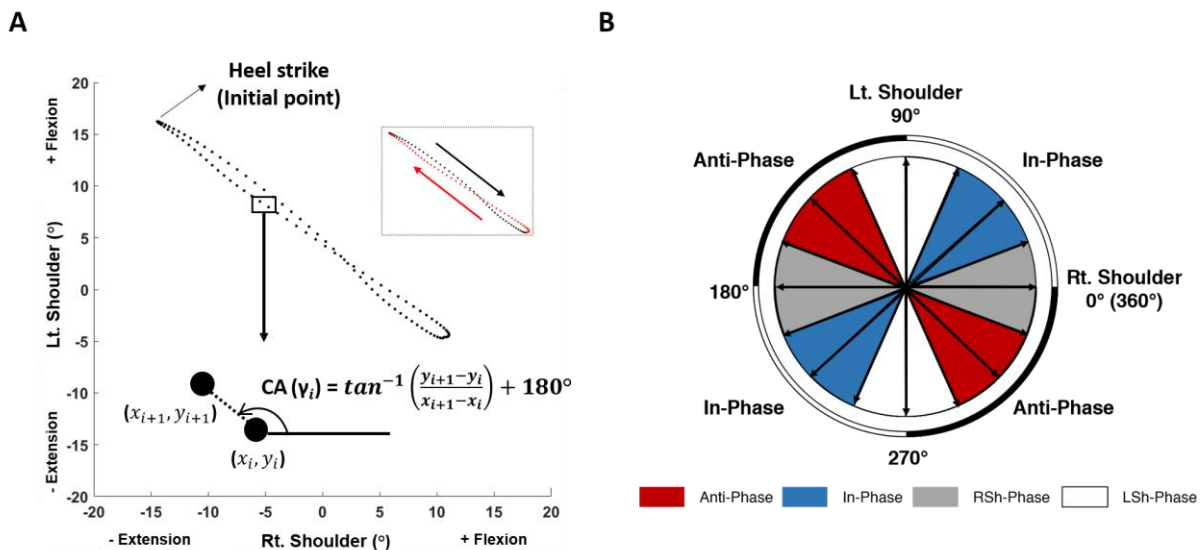 A
Heel strike
(Initial point)
+ Flexion
Lt. Shoulder (°)
- Extension
20
15
10
5
0
-5
-10
-15
-20
CA (γᵢ) = tan⁻¹ (yᵢ₊₁−yᵢ / xᵢ₊₁−xᵢ) + 180°
(xᵢ₊₁, yᵢ₊₁)
(xᵢ, yᵢ)
-20 -15 -10 -5 0 5 10 15 20
- Extension Rt. Shoulder (°) + Flexion
B
Lt. Shoulder
90°
Anti-Phase In-Phase
180° Rt. Shoulder
0° (360°)
In-Phase Anti-Phase
270°
Anti-Phase In-Phase RSh-Phase LSh-Phase